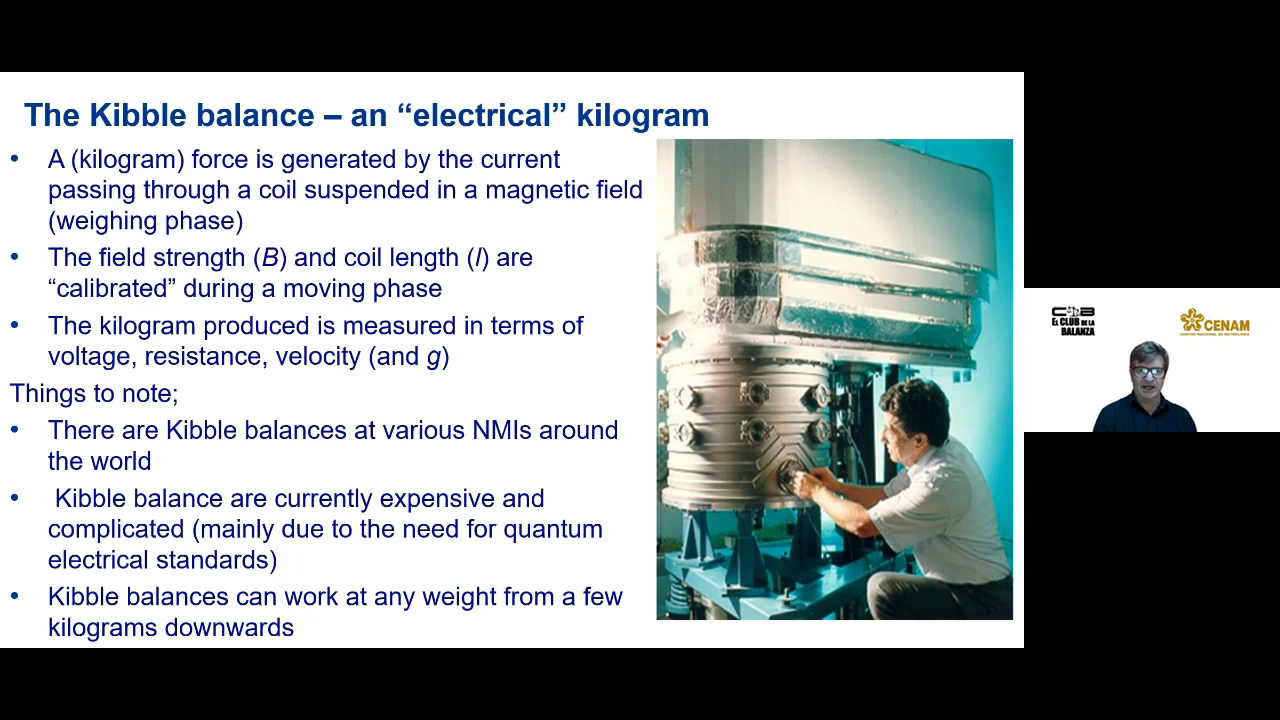 The Kibble balance – an “electrical” kilogram
• A (kilogram) force is generated by the current
passing through a coil suspended in a magnetic field
(weighing phase)
• The field strength (B) and coil length (l) are
“calibrated” during a moving phase
• The kilogram produced is measured in terms of
voltage, resistance, velocity (and g)
Things to note;
• There are Kibble balances at various NMIs around
the world
• Kibble balance are currently expensive and
complicated (mainly due to the need for quantum
electrical standards)
• Kibble balances can work at any weight from a few
kilograms downwards
EL CLUB DE LA
BALANZA
CENAM
CENTRO NACIONAL DE METROLOGÍA